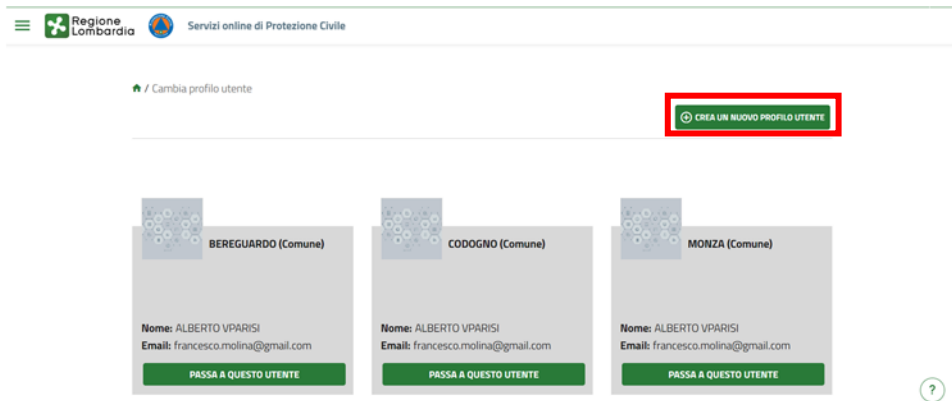 Regione
Lombardia
Servizi online di Protezione Civile
/ Cambia profilo utente
CREA UN NUOVO PROFILO UTENTE
BEREGUARDO (Comune)
Nome: ALBERTO VPARISI
Email: francesco.molina@gmail.com
PASSA A QUESTO UTENTE
CODOGNO (Comune)
Nome: ALBERTO VPARISI
Email: francesco.molina@gmail.com
PASSA A QUESTO UTENTE
MONZA (Comune)
Nome: ALBERTO VPARISI
Email: francesco.molina@gmail.com
PASSA A QUESTO UTENTE
?